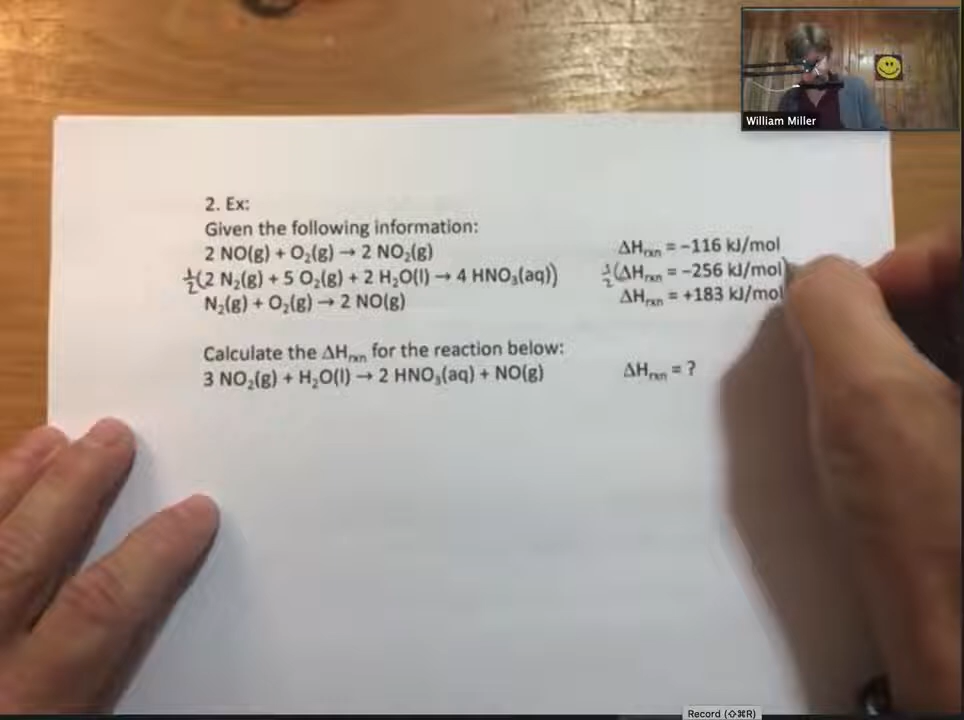 William Miller
2. Ex:
Given the following information:
2 NO(g) + O₂(g) → 2 NO₂(g) ΔHᵣₓₙ = −116 kJ/mol
½(2 N₂(g) + 5 O₂(g) + 2 H₂O(l) → 4 HNO₃(aq)) ½(ΔHᵣₓₙ = −256 kJ/mol)
N₂(g) + O₂(g) → 2 NO(g) ΔHᵣₓₙ = +183 kJ/mol
Calculate the ΔHᵣₓₙ for the reaction below:
3 NO₂(g) + H₂O(l) → 2 HNO₃(aq) + NO(g) ΔHᵣₓₙ = ?
Record (⇧⌘R)